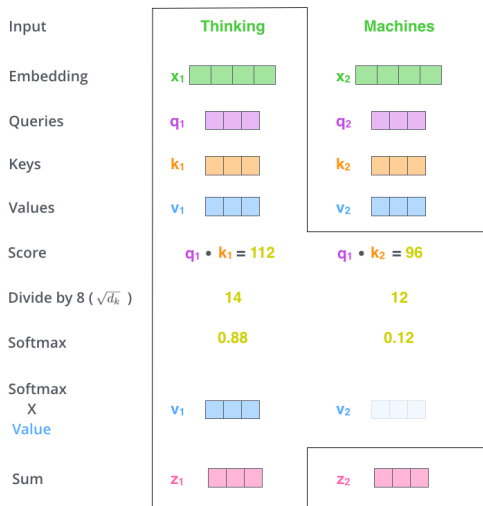 Input Thinking Machines
Embedding x₁ x₂
Queries q₁ q₂
Keys k₁ k₂
Values v₁ v₂
Score q₁ • k₁ = 112 q₁ • k₂ = 96
Divide by 8 ( √dₖ ) 14 12
Softmax 0.88 0.12
Softmax
X
Value v₁ v₂
Sum z₁ z₂